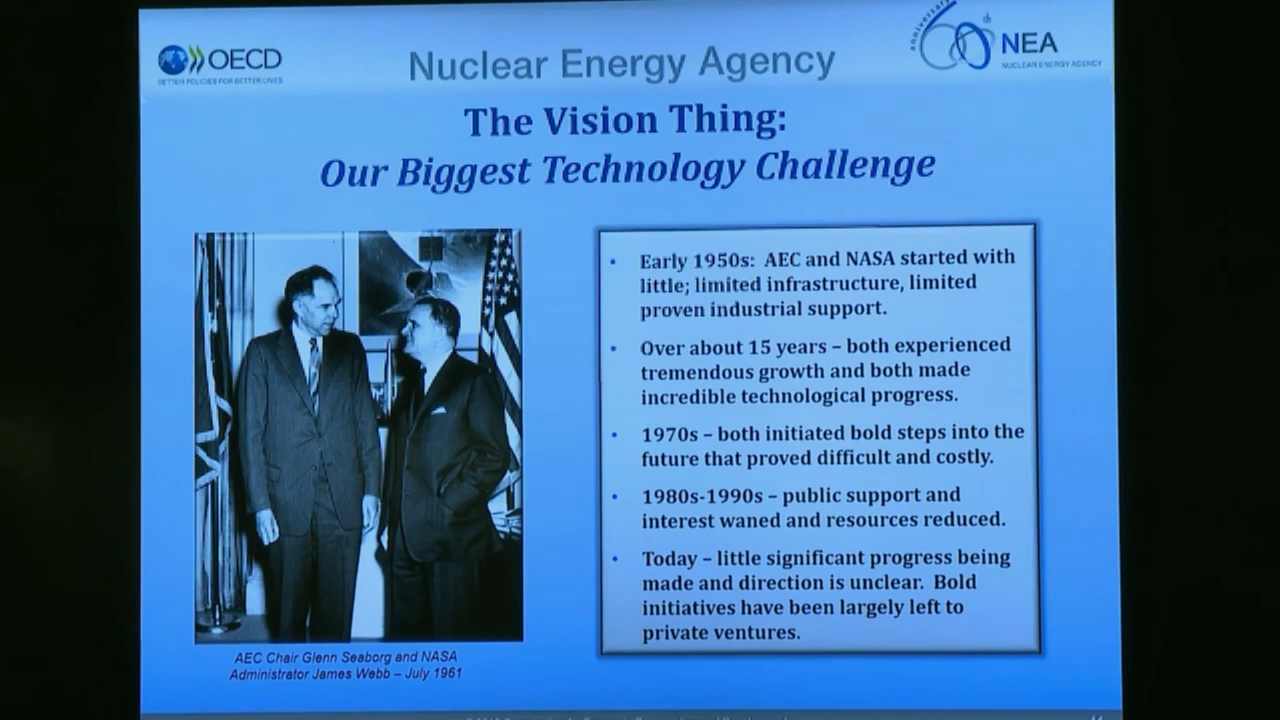 OECD
BETTER POLICIES FOR BETTER LIVES
Nuclear Energy Agency
anniversary
60th
NEA
NUCLEAR ENERGY AGENCY
The Vision Thing:
Our Biggest Technology Challenge
• Early 1950s: AEC and NASA started with
little; limited infrastructure, limited
proven industrial support.
• Over about 15 years – both experienced
tremendous growth and both made
incredible technological progress.
• 1970s – both initiated bold steps into the
future that proved difficult and costly.
• 1980s-1990s – public support and
interest waned and resources reduced.
• Today – little significant progress being
made and direction is unclear. Bold
initiatives have been largely left to
private ventures.
AEC Chair Glenn Seaborg and NASA
Administrator James Webb – July 1961